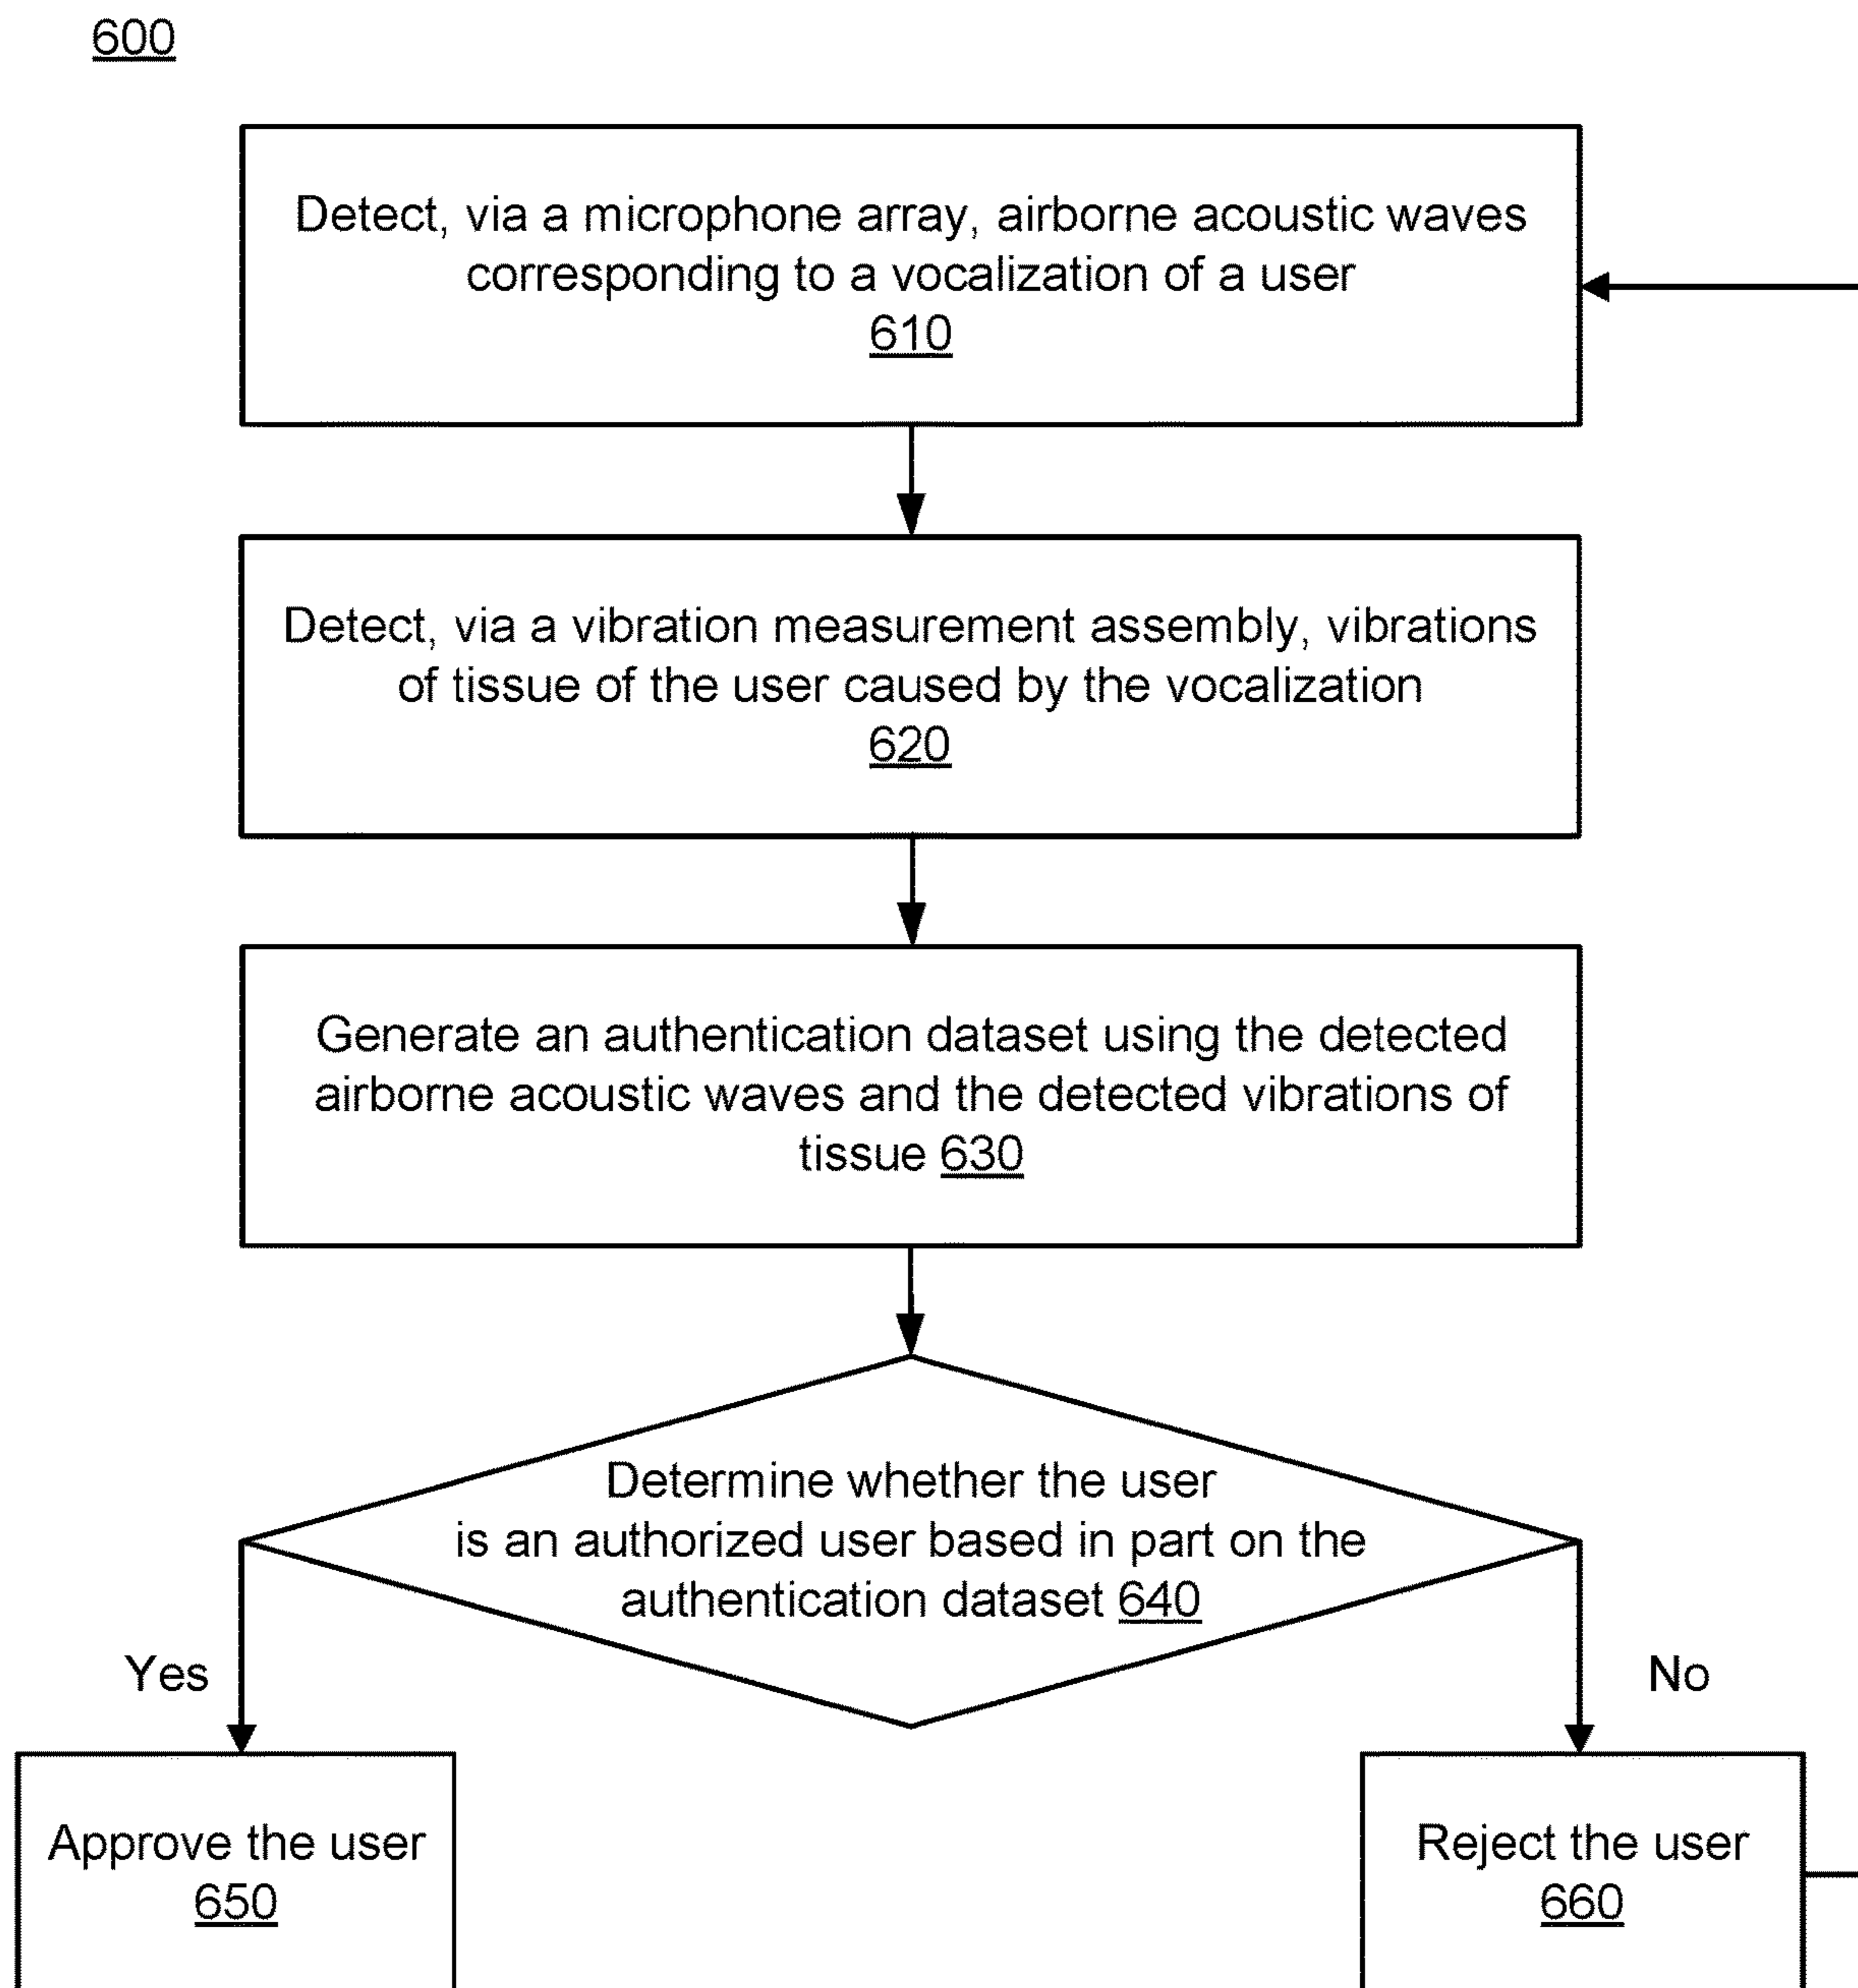 600
Detect, via a microphone array, airborne acoustic waves
corresponding to a vocalization of a user
610
Detect, via a vibration measurement assembly, vibrations
of tissue of the user caused by the vocalization
620
Generate an authentication dataset using the detected
airborne acoustic waves and the detected vibrations of
tissue 630
Determine whether the user
is an authorized user based in part on the
authentication dataset 640
Yes
No
Approve the user
650
Reject the user
660